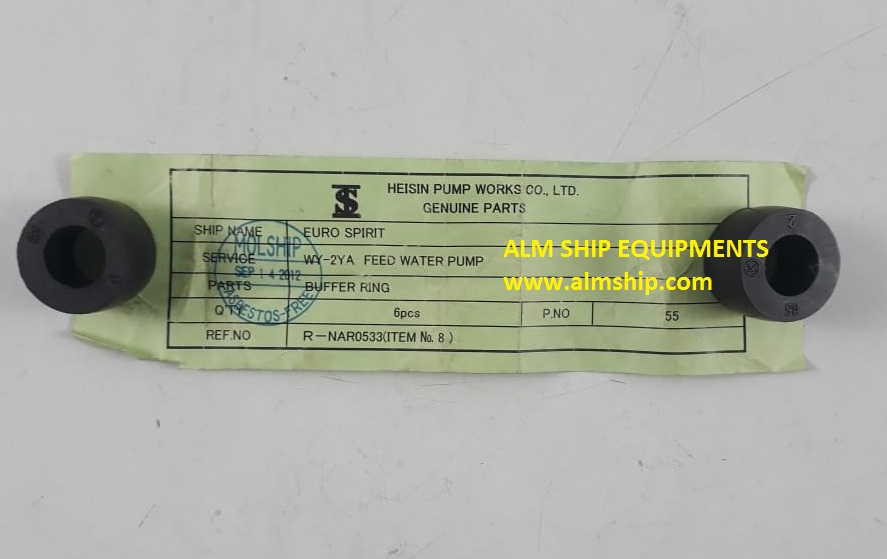 HEISIN PUMP WORKS CO., LTD.
GENUINE PARTS
SHIP NAME EURO SPIRIT
SERVICE WY-2YA FEED WATER PUMP
PARTS BUFFER RING
QTY 6pcs P.NO 55
REF.NO R-NAR0533(ITEM No. 8)
MOLSHIP
SEP 14 2012
ASBESTOS-FREE
ALM SHIP EQUIPMENTS
www.almship.com
2